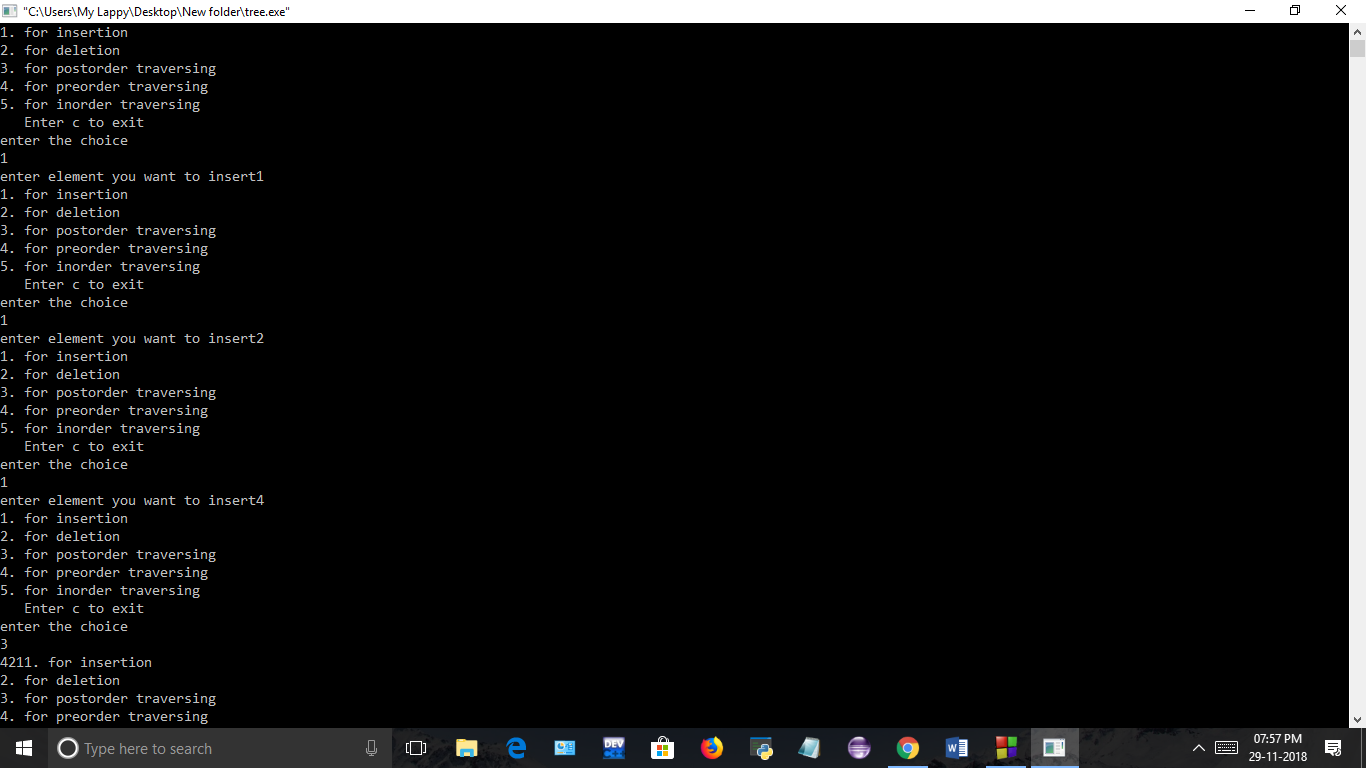 "C:\Users\My Lappy\Desktop\New folder\tree.exe"
1. for insertion
2. for deletion
3. for postorder traversing
4. for preorder traversing
5. for inorder traversing
   Enter c to exit
enter the choice
1
enter element you want to insert1
1. for insertion
2. for deletion
3. for postorder traversing
4. for preorder traversing
5. for inorder traversing
   Enter c to exit
enter the choice
1
enter element you want to insert2
1. for insertion
2. for deletion
3. for postorder traversing
4. for preorder traversing
5. for inorder traversing
   Enter c to exit
enter the choice
1
enter element you want to insert4
1. for insertion
2. for deletion
3. for postorder traversing
4. for preorder traversing
5. for inorder traversing
   Enter c to exit
enter the choice
3
4211. for insertion
2. for deletion
3. for postorder traversing
4. for preorder traversing
Type here to search
DEV
07:57 PM
29-11-2018